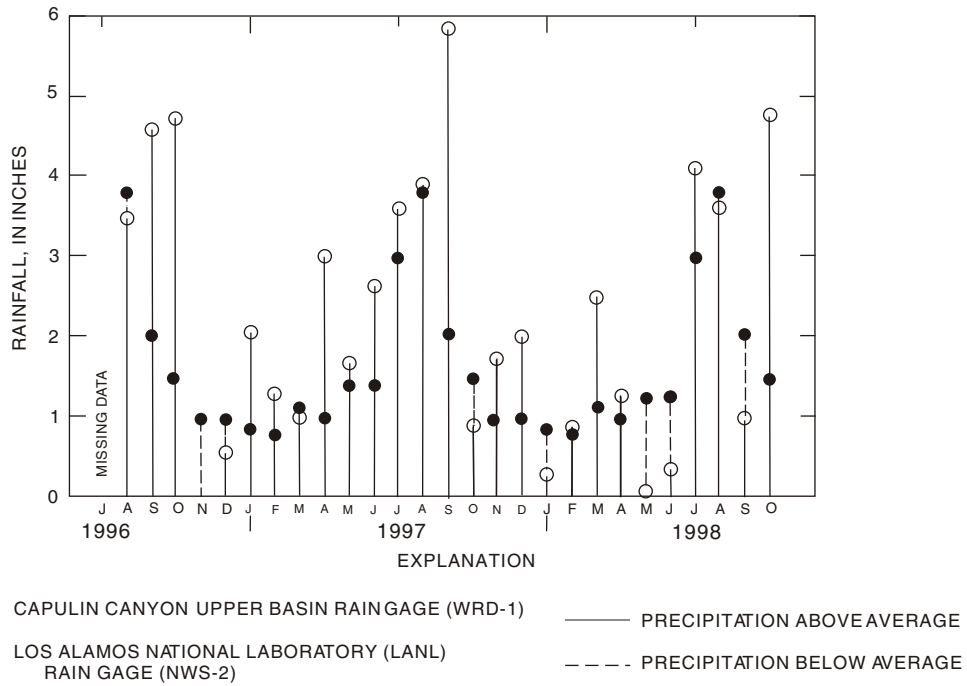 6
5
4
3
2
1
0
RAINFALL, IN INCHES
MISSING DATA
J A S O N D J F M A M J J A S O N D J F M A M J J A S O
1996 1997 1998
EXPLANATION
CAPULIN CANYON UPPER BASIN RAIN GAGE (WRD-1)
LOS ALAMOS NATIONAL LABORATORY (LANL)
RAIN GAGE (NWS-2)
PRECIPITATION ABOVE AVERAGE
PRECIPITATION BELOW AVERAGE